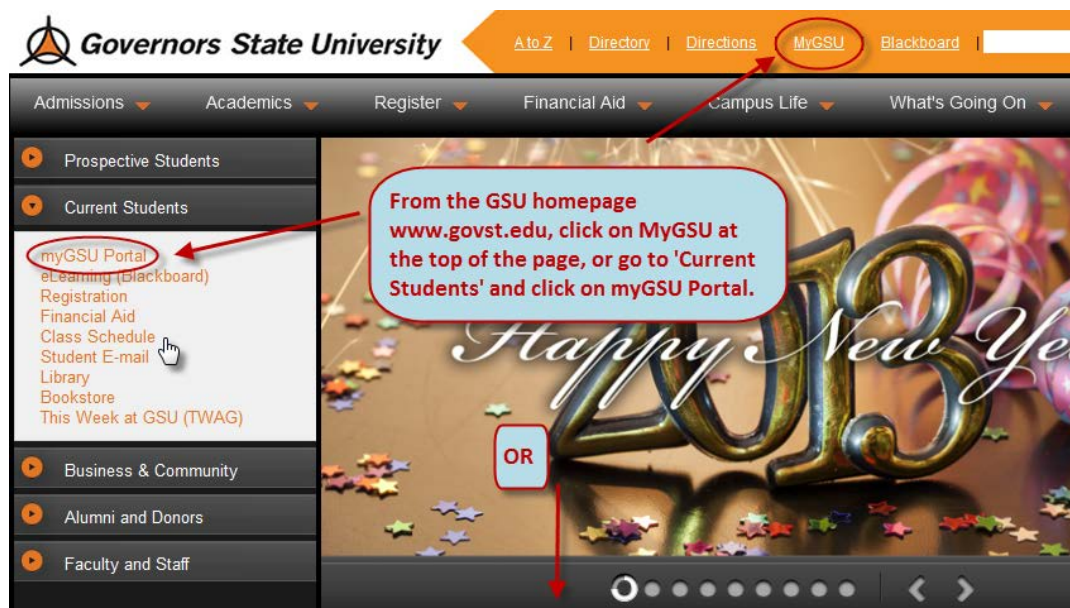 Governors State University
A to Z | Directory | Directions | MyGSU | Blackboard |
Admissions Academics Register Financial Aid Campus Life What's Going On
Prospective Students
Current Students
myGSU Portal
eLearning (Blackboard)
Registration
Financial Aid
Class Schedule
Student E-mail
Library
Bookstore
This Week at GSU (TWAG)
Business & Community
Alumni and Donors
Faculty and Staff
From the GSU homepage
www.govst.edu, click on MyGSU at
the top of the page, or go to 'Current
Students' and click on myGSU Portal.
Happy New Ye
2013
OR